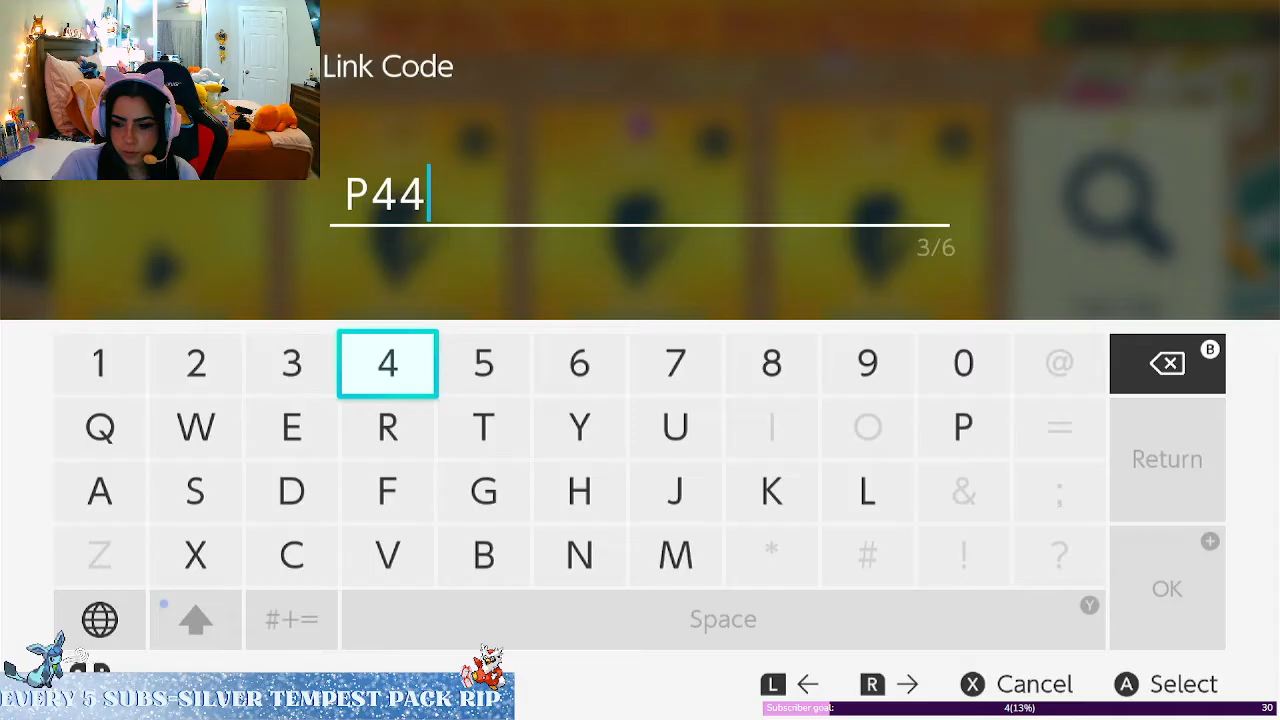 Link Code
P44
3/6
1 2 3 4 5 6 7 8 9 0 @ B
Q W E R T Y U I O P =
Return
A S D F G H J K L & ;
Z X C V B N M * # ! ? +
OK
#+= Space Y
EVERY 5 SUBS-SILVER TEMPEST PACK RIP
L ← R → X Cancel A Select
Subscriber goal: 4(13%) 30